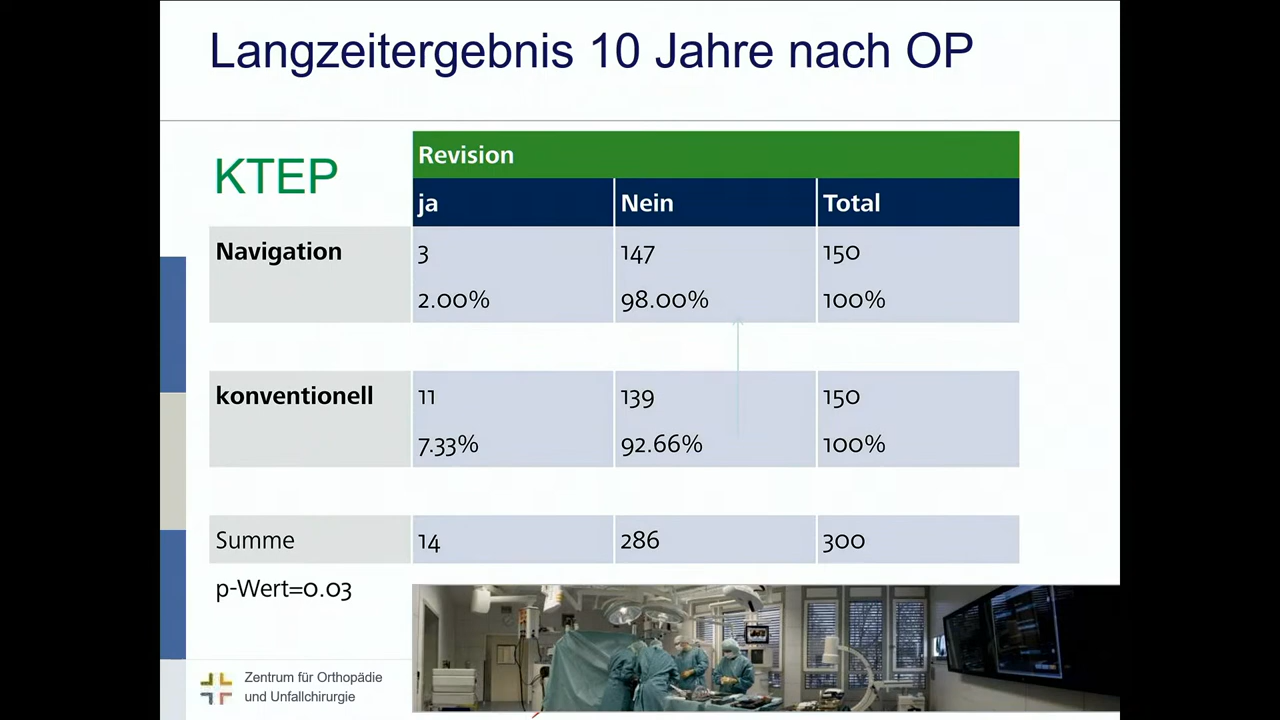 Langzeitergebnis 10 Jahre nach OP
KTEP
Revision
ja Nein Total
Navigation 3 147 150
2.00% 98.00% 100%
konventionell 11 139 150
7.33% 92.66% 100%
Summe 14 286 300
p-Wert=0.03
Zentrum für Orthopädie
und Unfallchirurgie